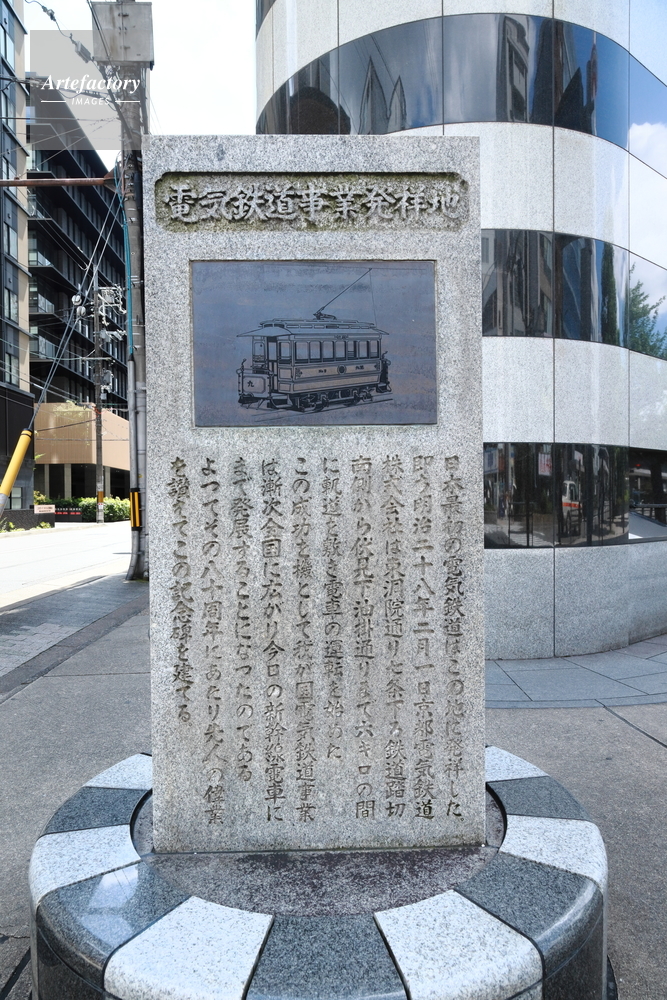 Artefactory
IMAGES
電気鉄道事業発祥地
九
日本最初の電気鉄道はこの地に発祥した
即ち明治二十八年二月一日京都電気鉄道
株式会社は東洞院通り七条下る鉄道踏切
南側から伏見下油掛通りまで六キロの間
に軌道を敷き電車の運転を始めた
この成功を機として我が国電気鉄道事業
は漸次全国に広がり今日の新幹線電車に
まで発展することになつたのである
よつてその八十周年にあたり先人の偉業
を讃えてこの記念碑を建てる